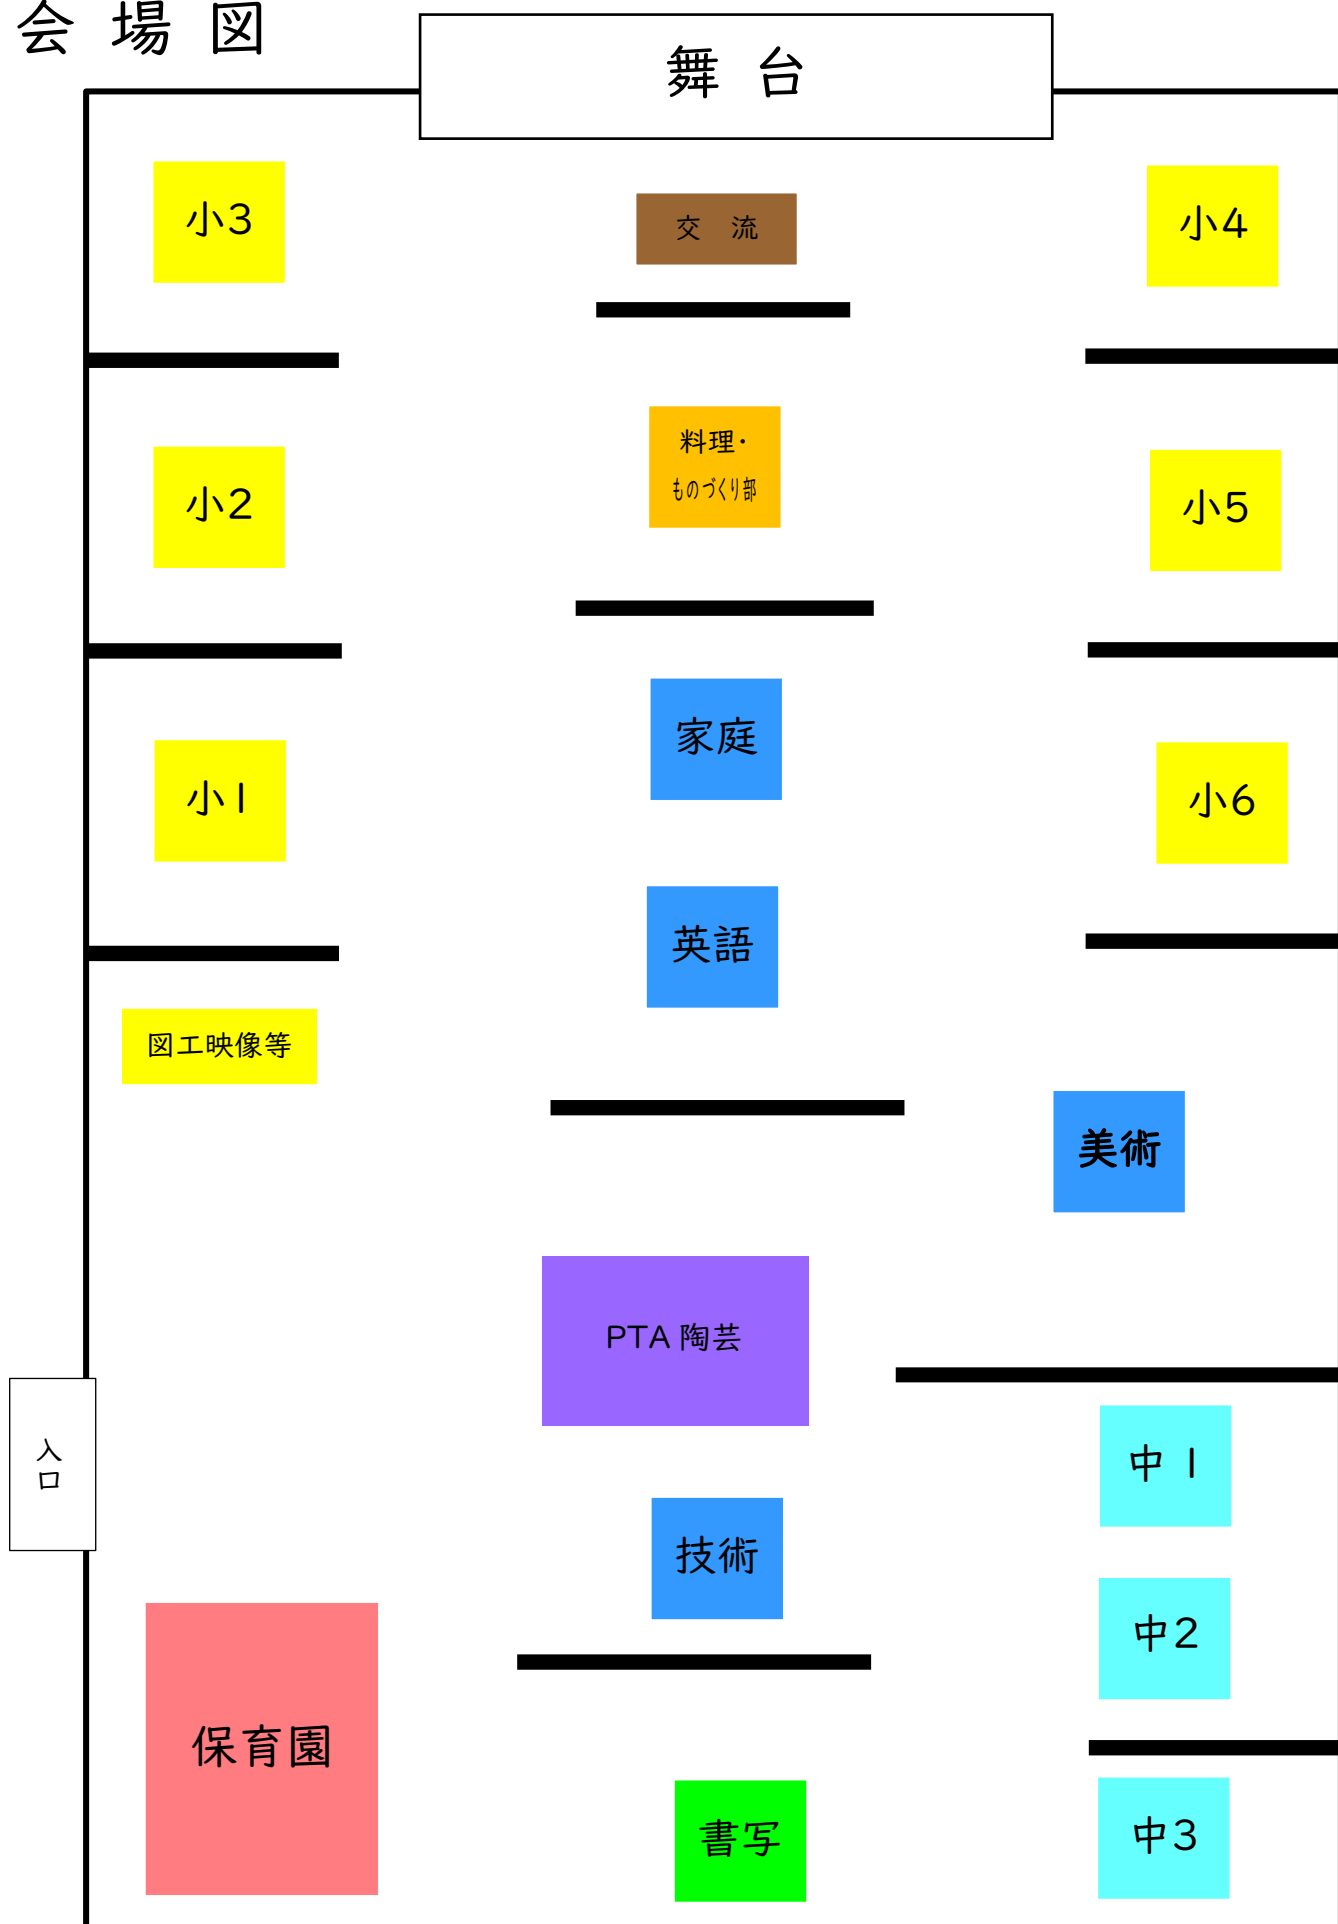 会場図
舞台
小3
交流
小4
料理・
ものづくり部
小2
小5
家庭
小1
小6
英語
図工映像等
美術
PTA 陶芸
入
口
中1
技術
中2
保育園
書写
中3